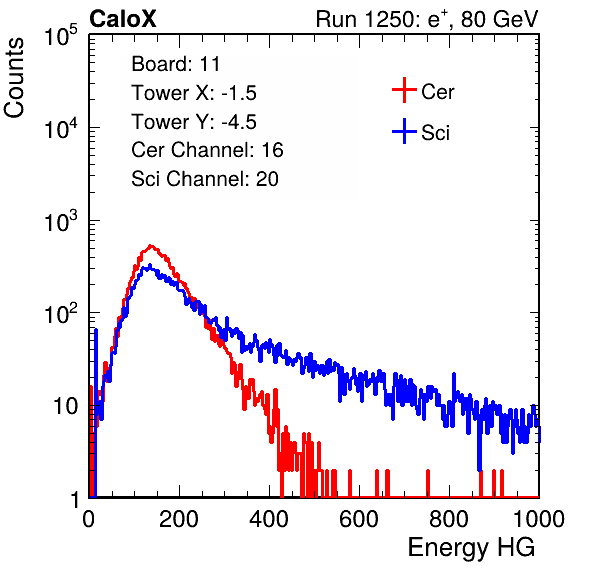 CaloX Run 1250: e⁺, 80 GeV
Counts
10⁵
10⁴
10³
10²
10
1
Board: 11
Tower X: -1.5
Tower Y: -4.5
Cer Channel: 16
Sci Channel: 20
Cer
Sci
0 200 400 600 800 1000
Energy HG